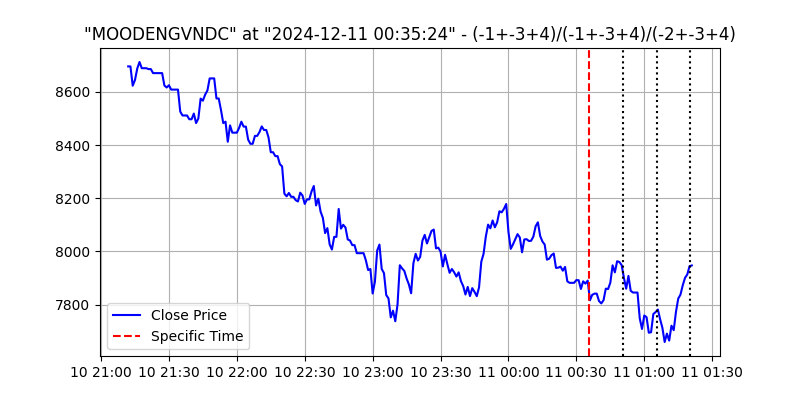 "MOODENGVNDC" at "2024-12-11 00:35:24" - (-1+-3+4)/(-1+-3+4)/(-2+-3+4)
8600
8400
8200
8000
7800
Close Price
Specific Time
10 21:00 10 21:30 10 22:00 10 22:30 10 23:00 10 23:30 11 00:00 11 00:30 11 01:00 11 01:30